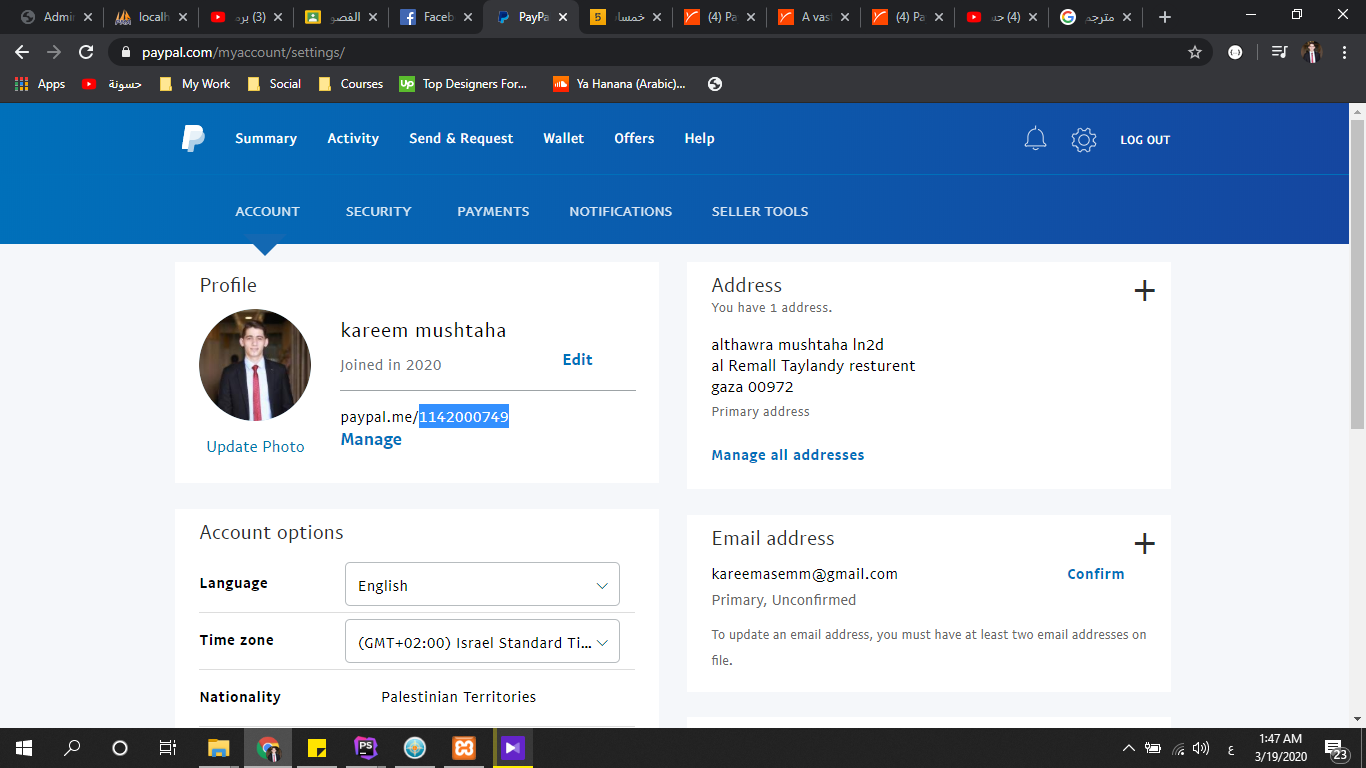 Admi
localh
(3) بره
الفصو
Faceb
PayPa
خمسا
(4) Pa
A vas
(4) Pa
(4) حس
مترجم
paypal.com/myaccount/settings/
Apps
حسونة
My Work
Social
Courses
Top Designers For...
Ya Hanana (Arabic)...
Summary
Activity
Send & Request
Wallet
Offers
Help
LOG OUT
ACCOUNT
SECURITY
PAYMENTS
NOTIFICATIONS
SELLER TOOLS
Profile
kareem mushtaha
Joined in 2020
Edit
paypal.me/1142000749
Manage
Update Photo
Address
You have 1 address.
althawra mushtaha ln2d
al Remall Taylandy resturent
gaza 00972
Primary address
Manage all addresses
Account options
Language
English
Time zone
(GMT+02:00) Israel Standard Ti...
Nationality
Palestinian Territories
Email address
kareemasemm@gmail.com
Confirm
Primary, Unconfirmed
To update an email address, you must have at least two email addresses on
file.
ع
1:47 AM
3/19/2020
23